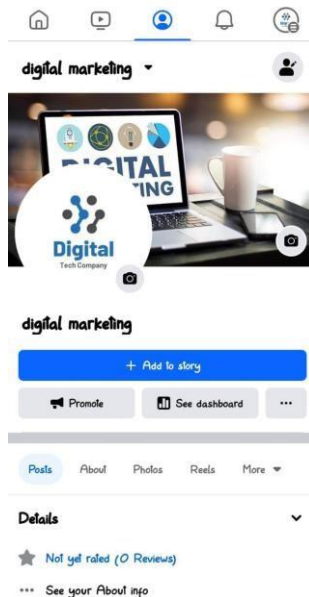 digital marketing
DIGITAL
Digital
Tech Company
digital marketing
+ Add to story
Promote
See dashboard
Posts About Photos Reels More
Details
Not yet rated (0 Reviews)
See your About info